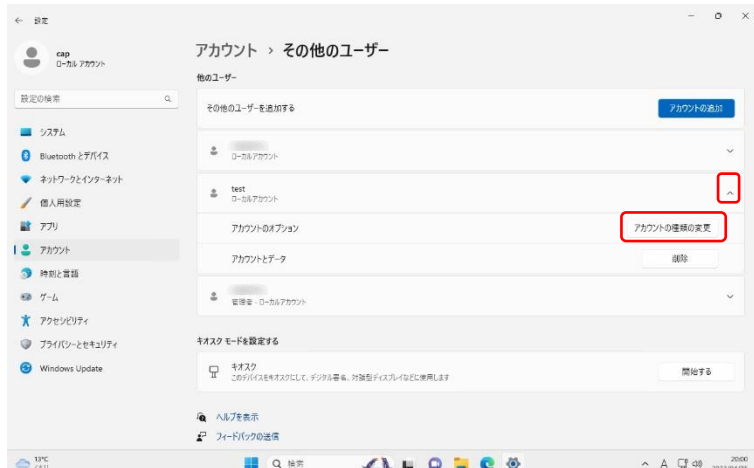 設定
cap
ローカル アカウント
設定の検索
システム
Bluetooth とデバイス
ネットワークとインターネット
個人用設定
アプリ
アカウント
時刻と言語
ゲーム
アクセシビリティ
プライバシーとセキュリティ
Windows Update
アカウント › その他のユーザー
他のユーザー
その他のユーザーを追加する
アカウントの追加
ローカルアカウント
test
ローカルアカウント
アカウントのオプション
アカウントの種類の変更
アカウントとデータ
削除
管理者 - ローカルアカウント
キオスク モードを設定する
キオスク
このデバイスをキオスクにして、デジタル署名、対話型ディスプレイなどに使用します
開始する
ヘルプを表示
フィードバックの送信
13°C
検索
A
20:00